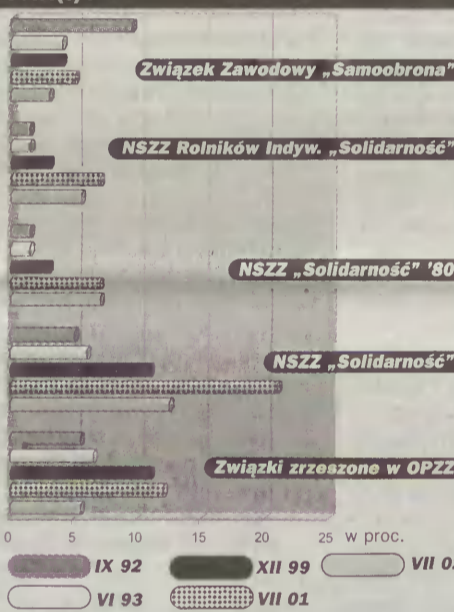 Związek Zawodowy „Samoobrona"
NSZZ Rolników Indyw. „Solidarność"
NSZZ „Solidarność" '80
NSZZ „Solidarność"
Związki zrzeszone w OPZZ
0 5 10 15 20 25 w proc.
IX 92 XII 99 VII
VI 93 VII 01